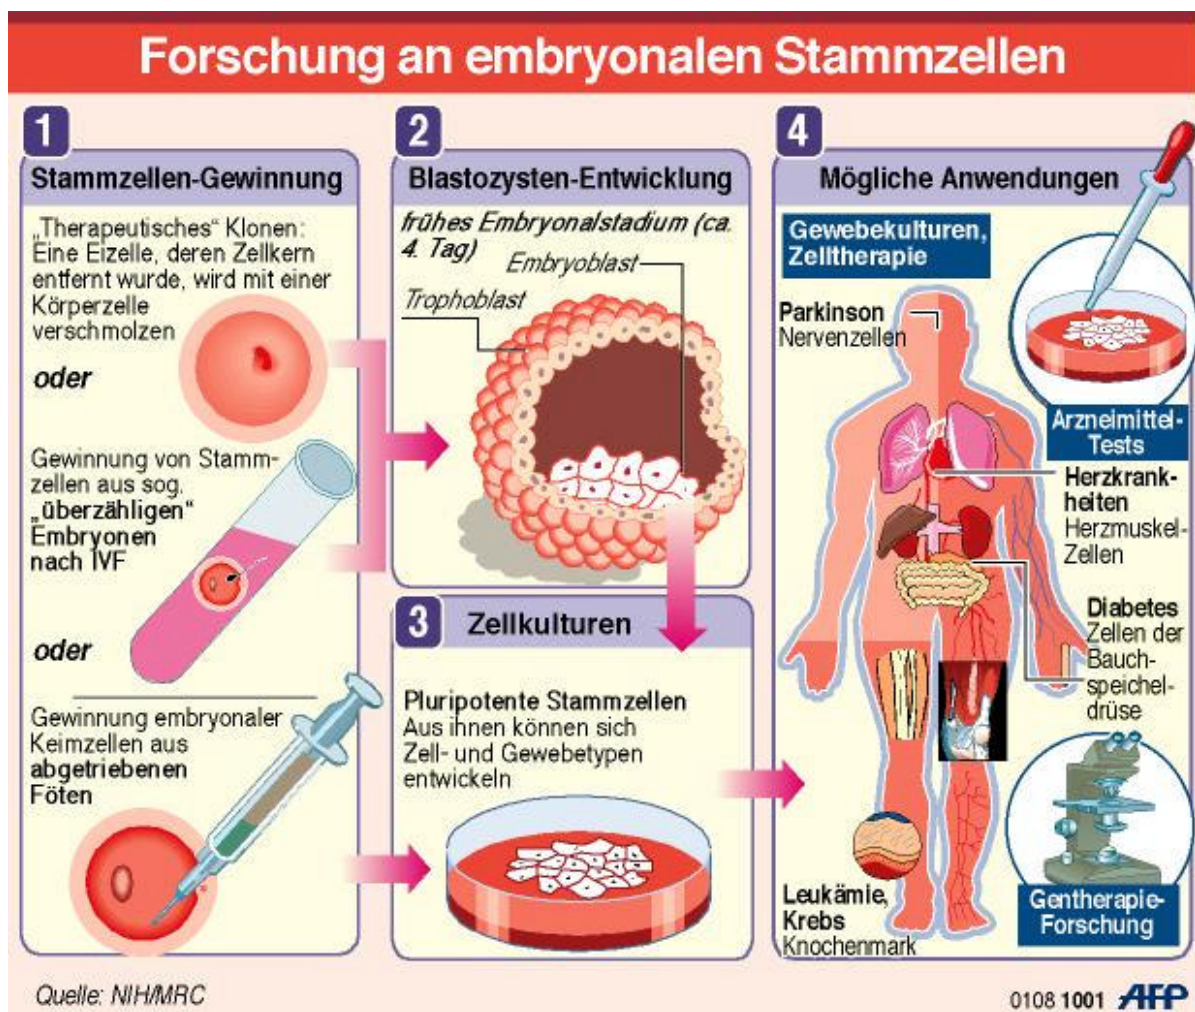 Forschung an embryonalen Stammzellen
1
Stammzellen-Gewinnung
„Therapeutisches“ Klonen:
Eine Eizelle, deren Zellkern
entfernt wurde, wird mit einer
Körperzelle
verschmolzen
oder
Gewinnung von Stamm-
zellen aus sog.
„überzähligen“
Embryonen
nach IVF
oder
Gewinnung embryonaler
Keimzellen aus
abgetriebenen
Föten
2
Blastozysten-Entwicklung
frühes Embryonalstadium (ca.
4. Tag)
Embryoblast
Trophoblast
3
Zellkulturen
Pluripotente Stammzellen
Aus ihnen können sich
Zell- und Gewebetypen
entwickeln
4
Mögliche Anwendungen
Gewebekulturen,
Zelltherapie
Parkinson
Nervenzellen
Arzneimittel-
Tests
Herzkrank-
heiten
Herzmuskel-
Zellen
Diabetes
Zellen der
Bauch-
speichel-
drüse
Leukämie,
Krebs
Knochenmark
Gentherapie-
Forschung
Quelle: NIH/MRC
0108 1001 AFP